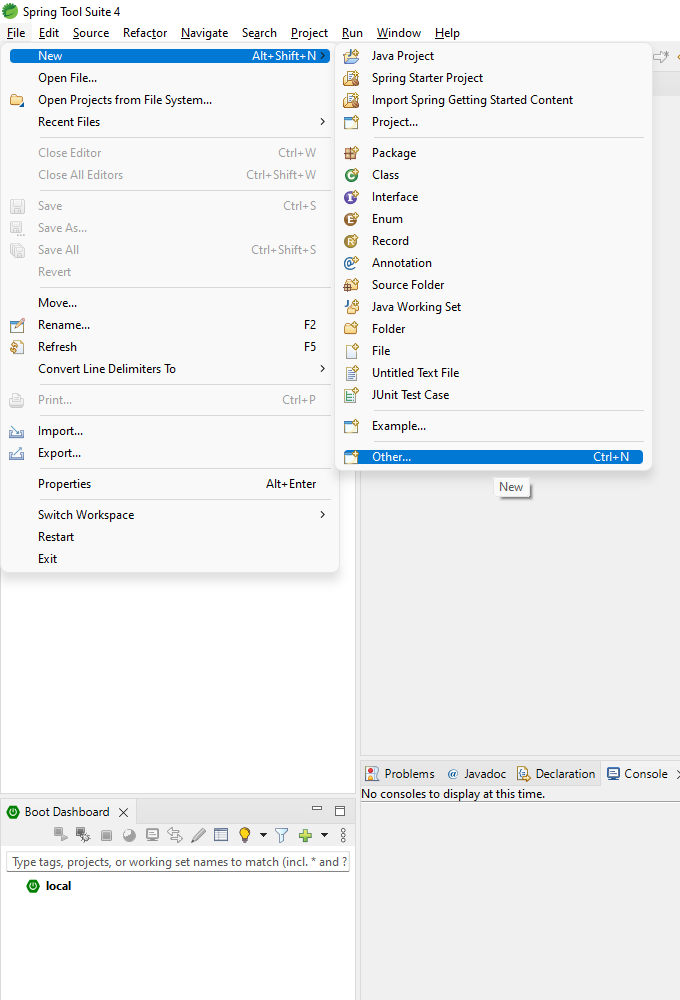 Spring Tool Suite 4
File Edit Source Refactor Navigate Search Project Run Window Help
New Alt+Shift+N
Open File...
Open Projects from File System...
Recent Files
Close Editor Ctrl+W
Close All Editors Ctrl+Shift+W
Save Ctrl+S
Save As...
Save All Ctrl+Shift+S
Revert
Move...
Rename... F2
Refresh F5
Convert Line Delimiters To
Print... Ctrl+P
Import...
Export...
Properties Alt+Enter
Switch Workspace
Restart
Exit
Java Project
Spring Starter Project
Import Spring Getting Started Content
Project...
Package
Class
Interface
Enum
Record
Annotation
Source Folder
Java Working Set
Folder
File
Untitled Text File
JUnit Test Case
Example...
Other... Ctrl+N
New
Problems @ Javadoc Declaration Console
No consoles to display at this time.
Boot Dashboard
Type tags, projects, or working set names to match (incl. * and ?
local